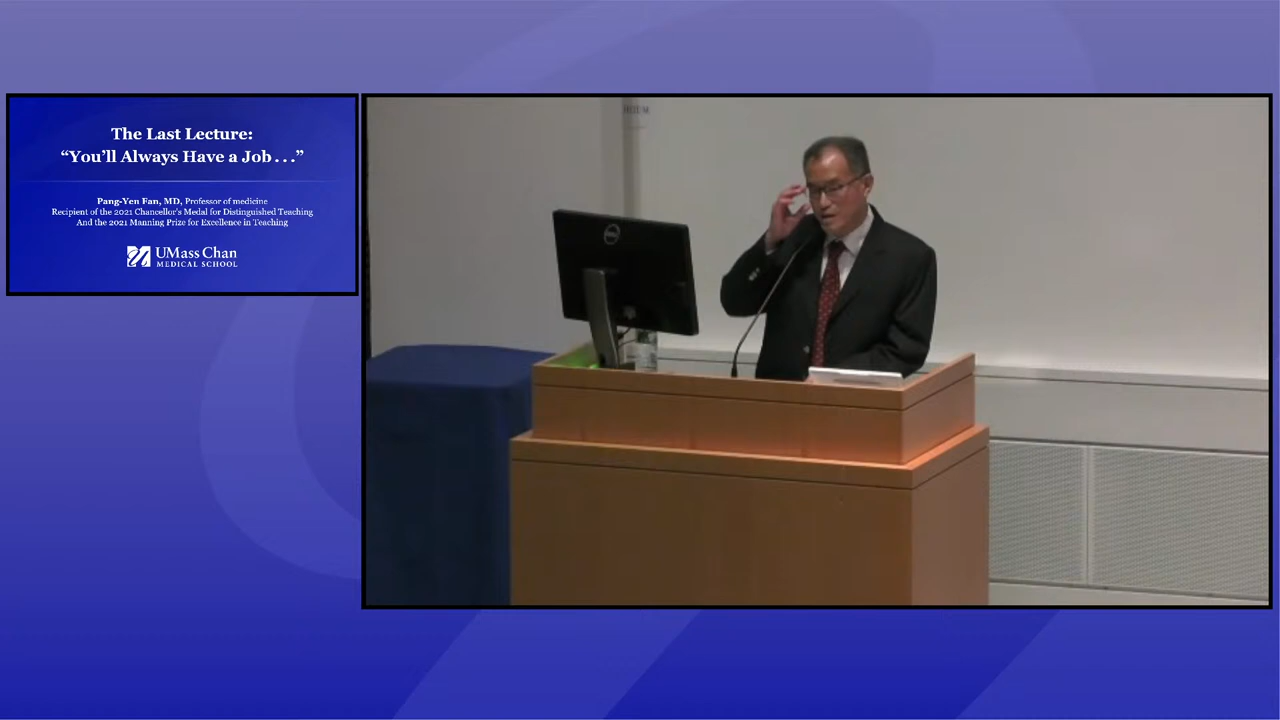 The Last Lecture:
“You’ll Always Have a Job . . .”
Pang-Yen Fan, MD, Professor of medicine
Recipient of the 2021 Chancellor's Medal for Distinguished Teaching
And the 2021 Manning Prize for Excellence in Teaching
UMass Chan
MEDICAL SCHOOL
DELL